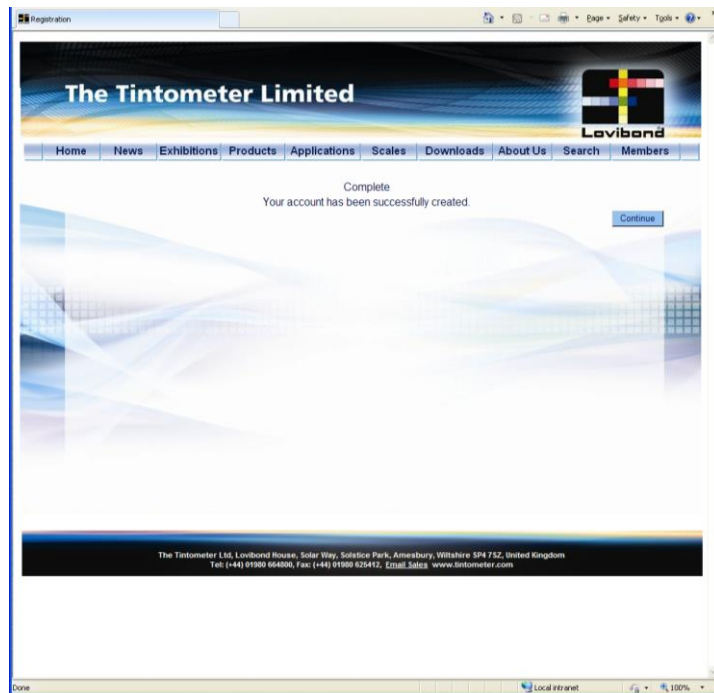 Registration
Page Safety Tools
The Tintometer Limited
Lovibond
Home News Exhibitions Products Applications Scales Downloads About Us Search Members
Complete
Your account has been successfully created.
Continue
The Tintometer Ltd, Lovibond House, Solar Way, Solstice Park, Amesbury, Wiltshire SP4 7SZ, United Kingdom
Tel: (+44) 01980 664800, Fax: (+44) 01980 625412, Email Sales www.tintometer.com
Done Local intranet 100%